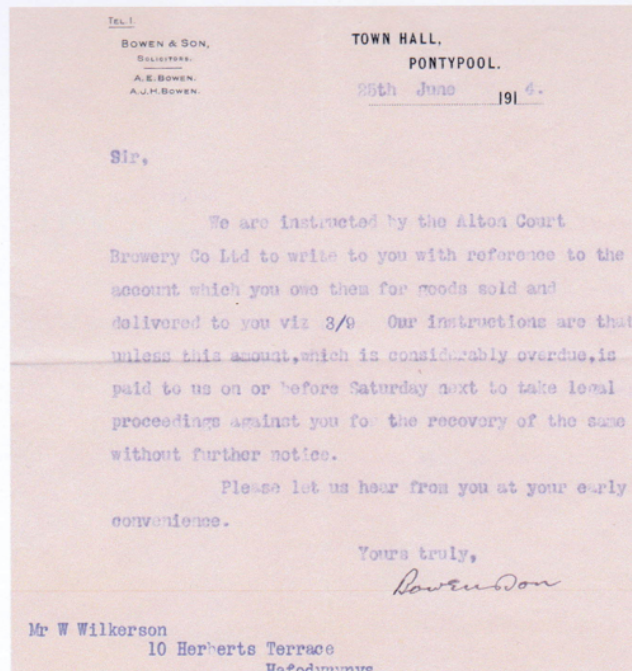 TEL. 1.
BOWEN & SON,
SOLICITORS.
A.E. BOWEN.
A.J.H. BOWEN.
TOWN HALL,
PONTYPOOL.
25th June 1914.
Sir,
We are instructed by the Alton Court
Brewery Co Ltd to write to you with reference to the
account which you owe them for goods sold and
delivered to you viz 3/9 Our instructions are that
unless this amount, which is considerably overdue, is
paid to us on or before Saturday next to take legal
proceedings against you for the recovery of the same
without further notice.
Please let us hear from you at your early
convenience.
Yours truly,
Bowen & Son
Mr W Wilkerson
10 Herberts Terrace